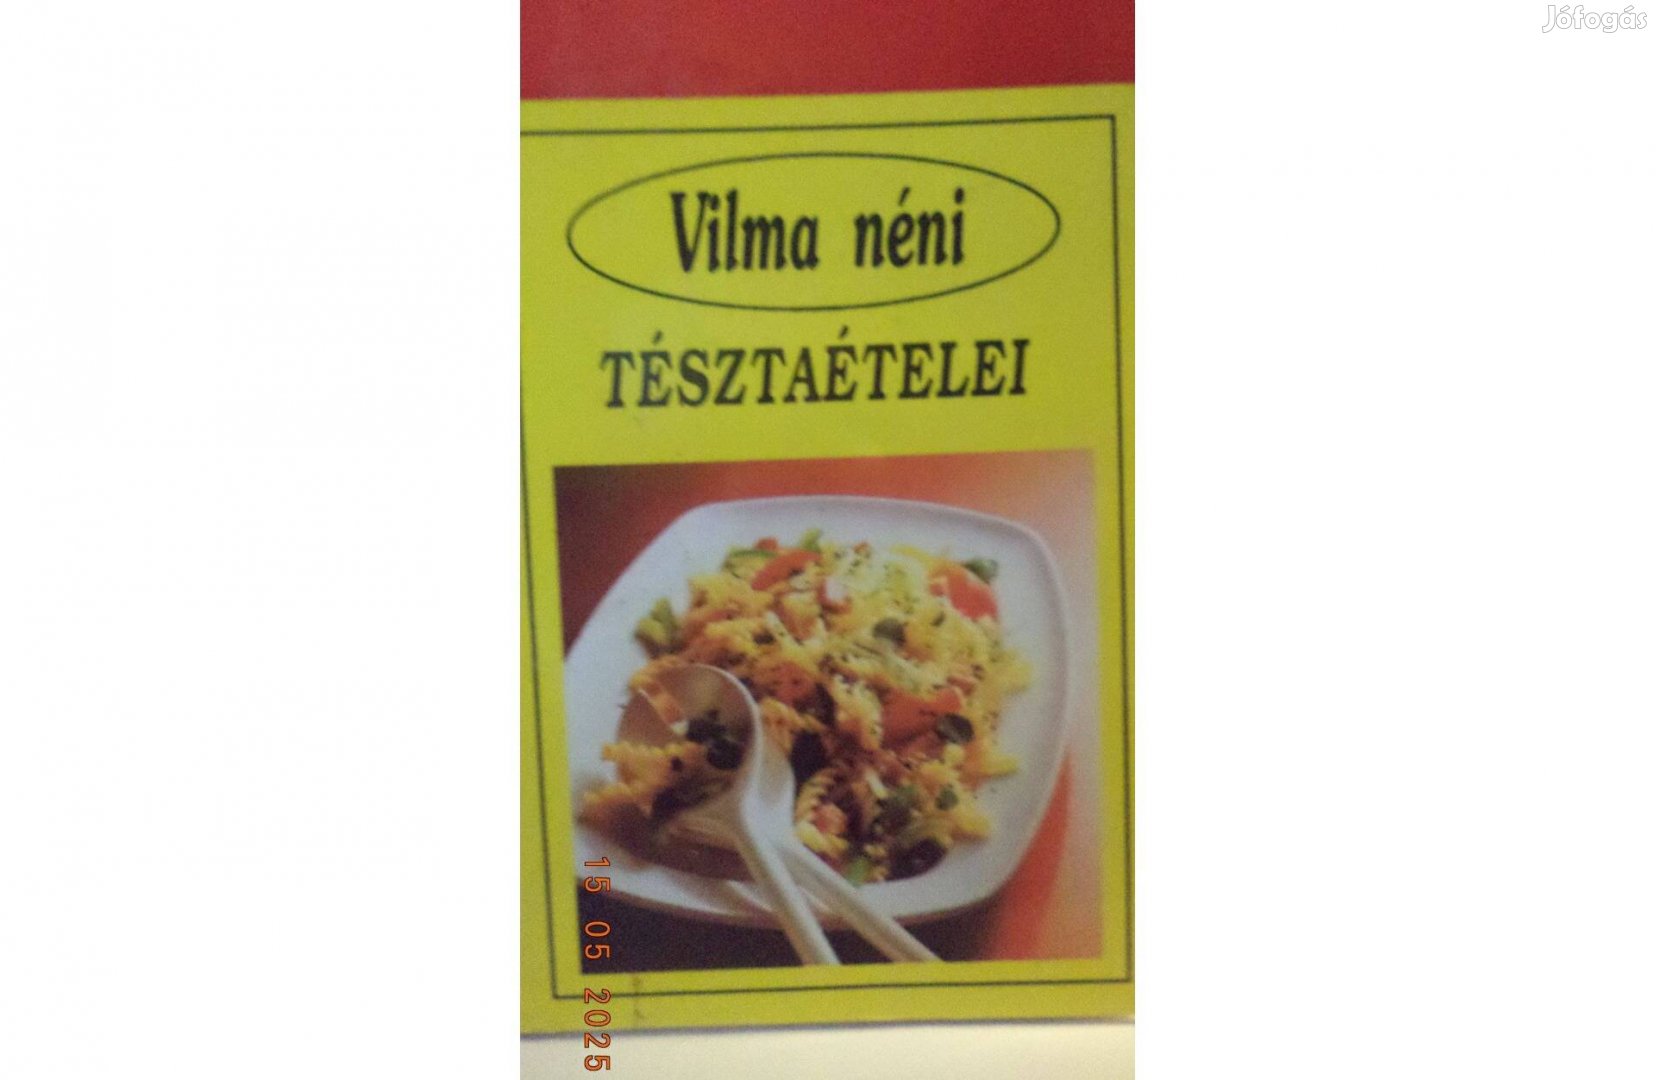 Jófogás
Vilma néni
TÉSZTAÉTELEI
15 05 2025